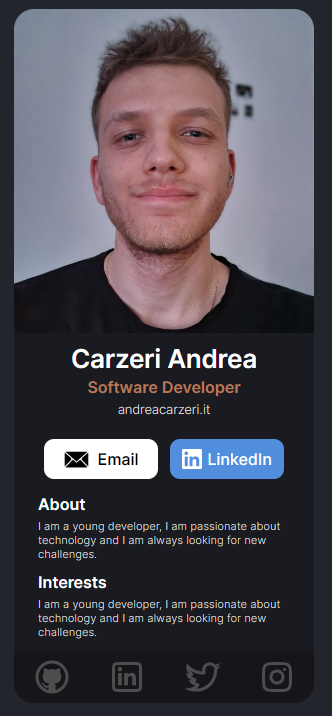 Carzeri Andrea
Software Developer
andreacarzeri.it
Email
in LinkedIn
About
I am a young developer, I am passionate about
technology and I am always looking for new
challenges.
Interests
I am a young developer, I am passionate about
technology and I am always looking for new
challenges.
in